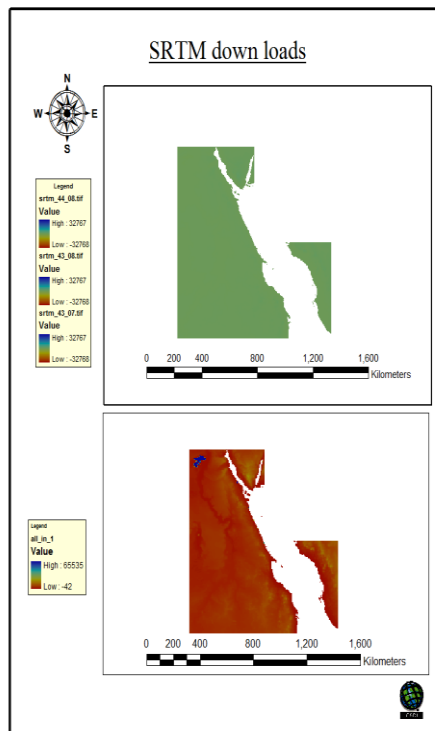 SRTM down loads
N
W E
S
Legend
srtm_44_08.tif
Value
High : 32767
Low : -32768
srtm_43_08.tif
Value
High : 32767
Low : -32768
srtm_43_07.tif
Value
High : 32767
Low : -32768
0 200 400 800 1,200 1,600
Kilometers
Legend
all_in_1
Value
High : 65535
Low : -42
0 200 400 800 1,200 1,600
Kilometers